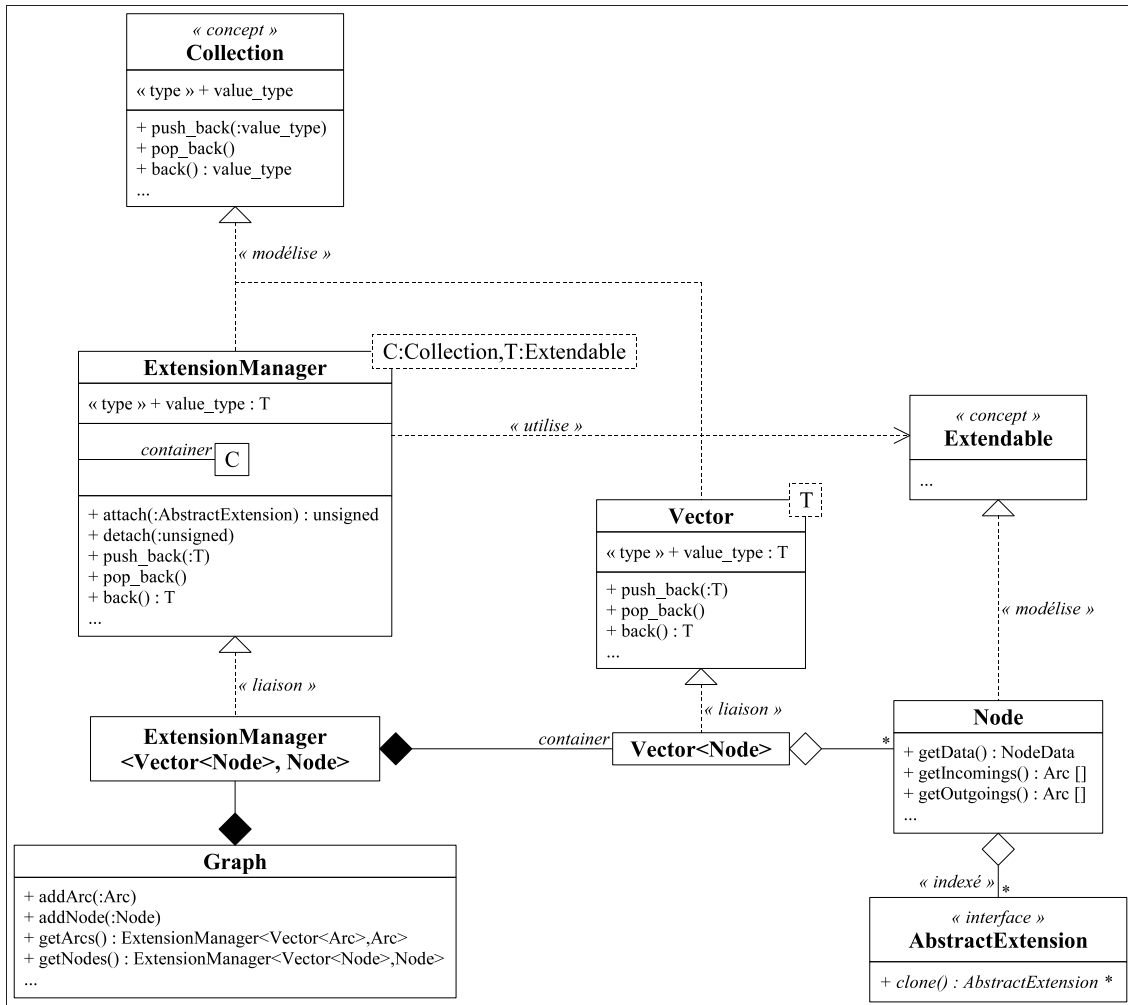 « concept »
Collection
« type » + value_type
+ push_back(:value_type)
+ pop_back()
+ back() : value_type
...
« modélise »
C:Collection,T:Extendable
ExtensionManager
« type » + value_type : T
container
C
+ attach(:AbstractExtension) : unsigned
+ detach(:unsigned)
+ push_back(:T)
+ pop_back()
+ back() : T
...
« utilise »
« concept »
Extendable
...
T
Vector
« type » + value_type : T
+ push_back(:T)
+ pop_back()
+ back() : T
...
« modélise »
« liaison »
« liaison »
ExtensionManager
<Vector<Node>, Node>
container
Vector<Node>
*
Node
+ getData() : NodeData
+ getIncomings() : Arc []
+ getOutgoings() : Arc []
...
Graph
+ addArc(:Arc)
+ addNode(:Node)
+ getArcs() : ExtensionManager<Vector<Arc>,Arc>
+ getNodes() : ExtensionManager<Vector<Node>,Node>
...
« indexé »
*
« interface »
AbstractExtension
+ clone() : AbstractExtension *